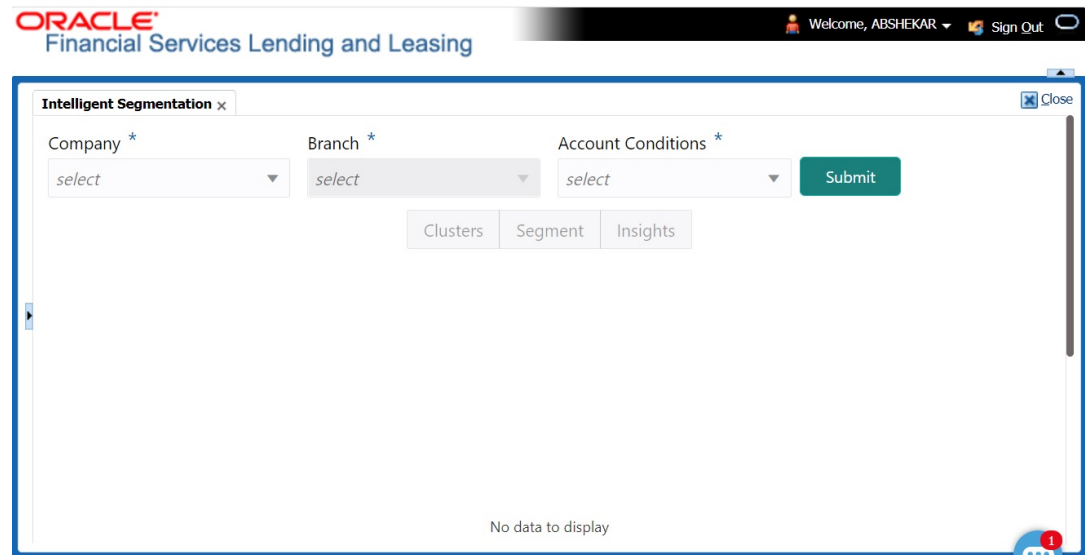 ORACLE
Financial Services Lending and Leasing
Welcome, ABSHEKAR Sign Out
Intelligent Segmentation x
Close
Company * Branch * Account Conditions *
select select select Submit
Clusters Segment Insights
No data to display
1